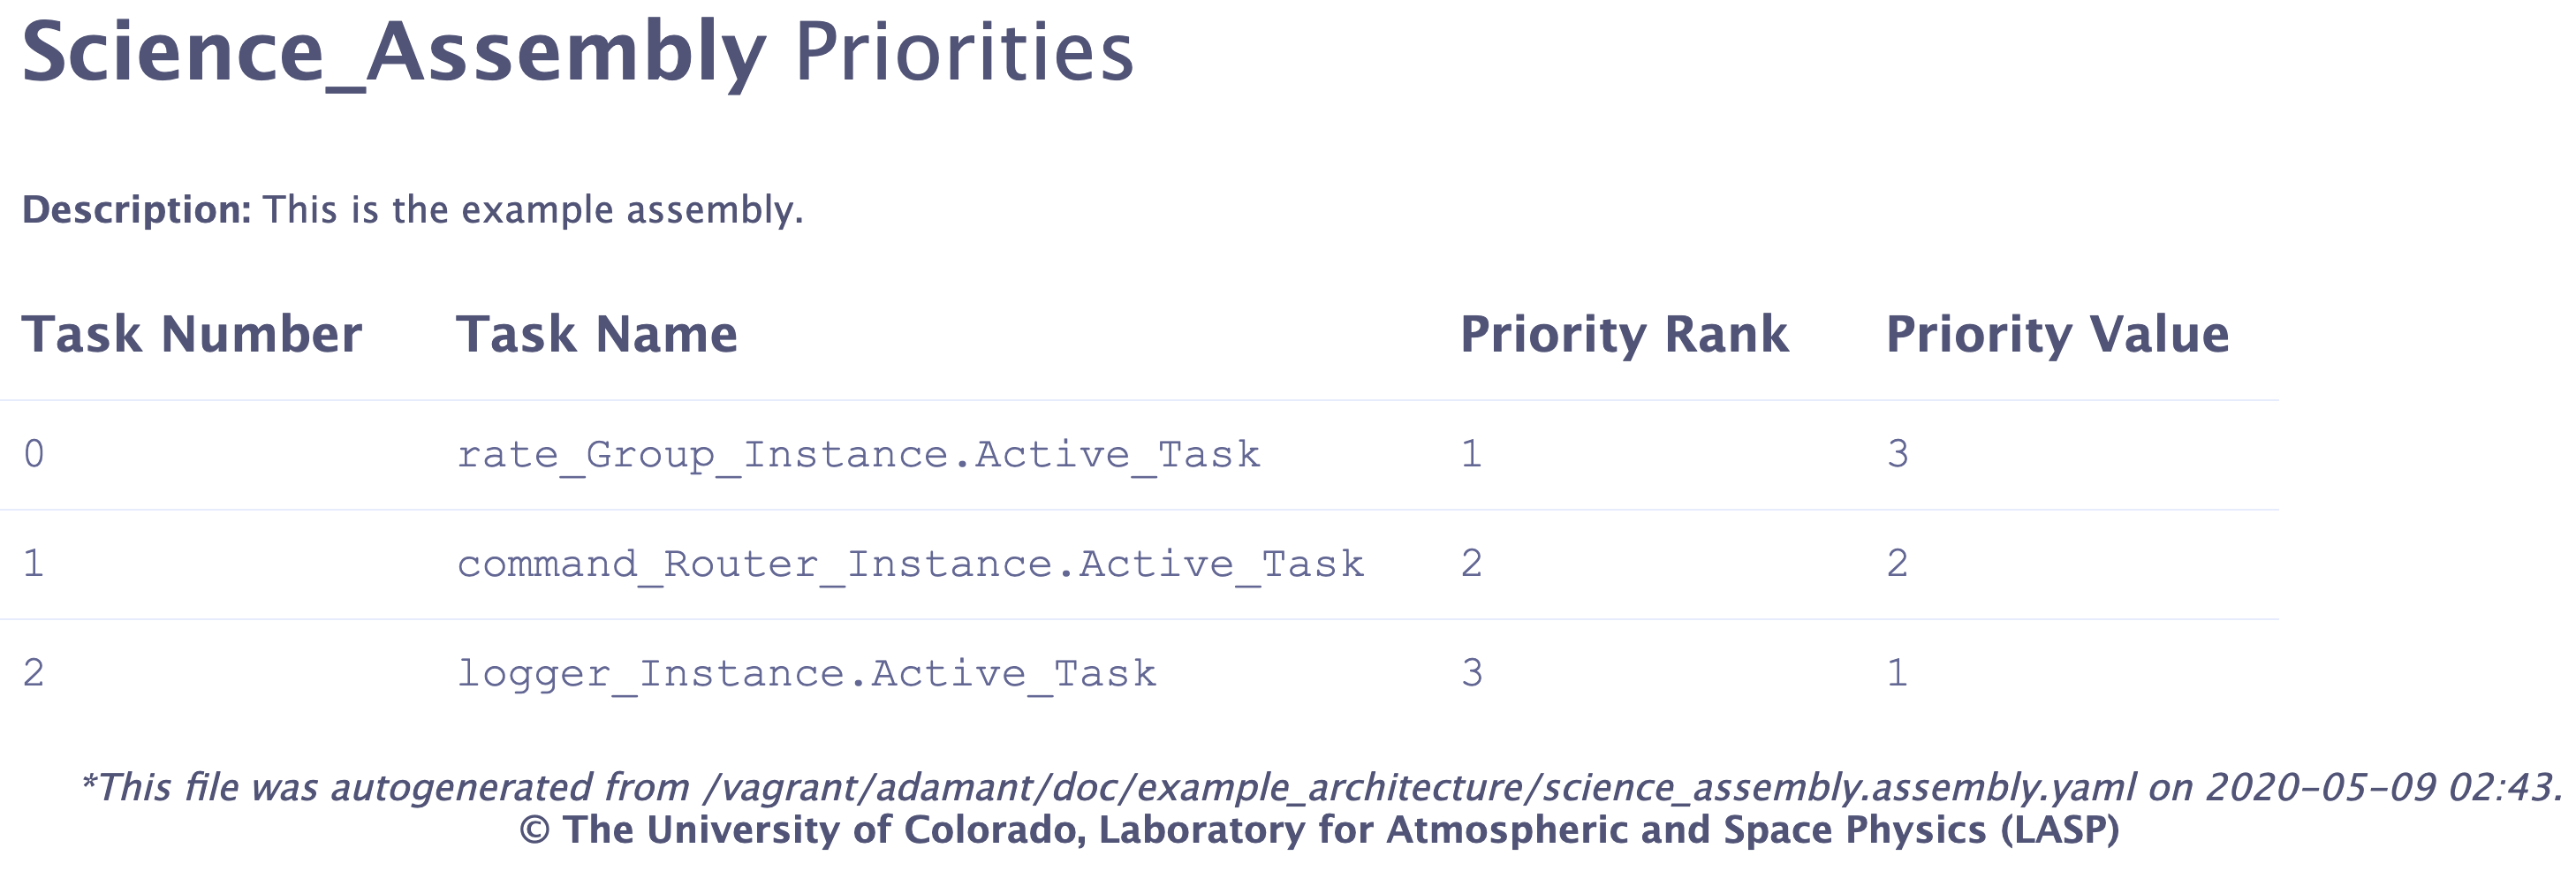 Science_Assembly Priorities
Description: This is the example assembly.
Task Number Task Name Priority Rank Priority Value
0 rate_Group_Instance.Active_Task 1 3
1 command_Router_Instance.Active_Task 2 2
2 logger_Instance.Active_Task 3 1
*This file was autogenerated from /vagrant/adamant/doc/example_architecture/science_assembly.assembly.yaml on 2020-05-09 02:43.
© The University of Colorado, Laboratory for Atmospheric and Space Physics (LASP)